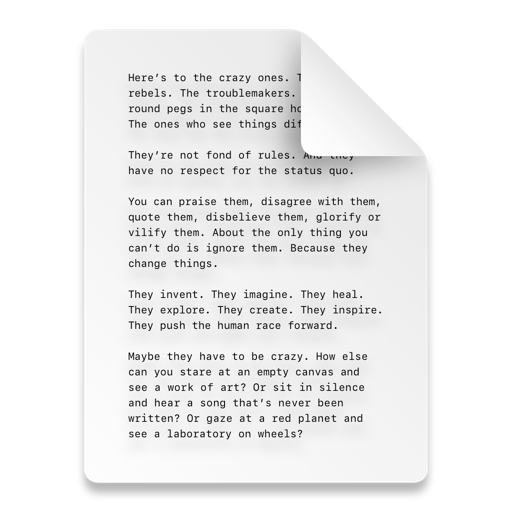 Here’s to the crazy ones.
rebels. The troublemakers.
round pegs in the square
The ones who see things
They’re not fond of rules. And they
have no respect for the status quo.
You can praise them, disagree with them,
quote them, disbelieve them, glorify or
vilify them. About the only thing you
can’t do is ignore them. Because they
change things.
They invent. They imagine. They heal.
They explore. They create. They inspire.
They push the human race forward.
Maybe they have to be crazy. How else
can you stare at an empty canvas and
see a work of art? Or sit in silence
and hear a song that’s never been
written? Or gaze at a red planet and
see a laboratory on wheels?